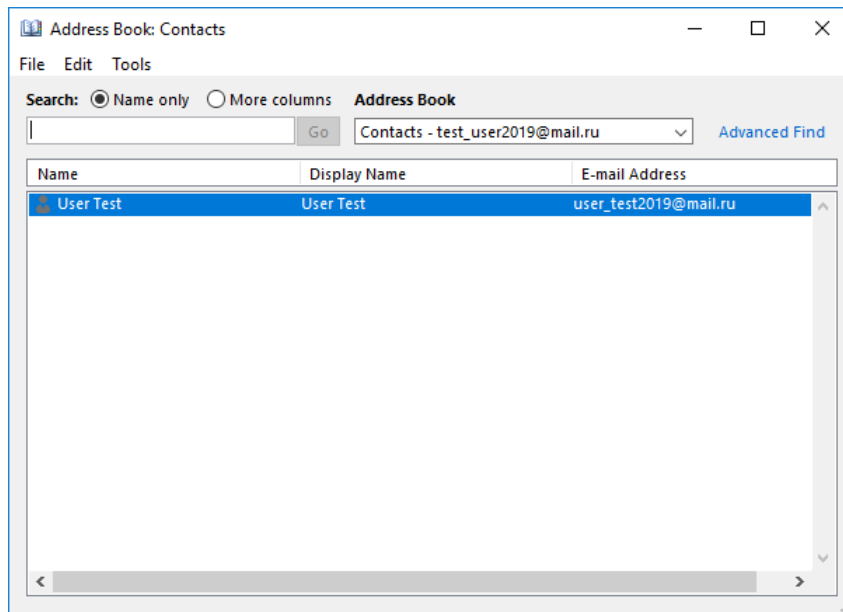 Address Book: Contacts
File Edit Tools
Search: Name only More columns Address Book
Go Contacts - test_user2019@mail.ru Advanced Find
Name Display Name E-mail Address
User Test User Test user_test2019@mail.ru